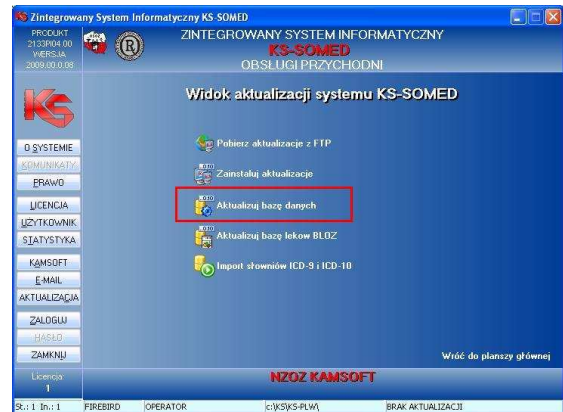 Zintegrowany System Informatyczny KS-SOMED
PRODUKT
2133PI04.00
WERSJA
2009.00.0.08
ZINTEGROWANY SYSTEM INFORMATYCZNY
KS-SOMED
OBSŁUGI PRZYCHODNI
KS
Widok aktualizacji systemu KS-SOMED
Pobierz aktualizacje z FTP
Zainstaluj aktualizacje
Aktualizuj bazę danych
Aktualizuj bazę leków BLOZ
Import słowniów ICD-9 i ICD-10
O SYSTEMIE
KOMUNIKATY
PRAWO
LICENCJA
UŻYTKOWNIK
STATYSTYKA
KAMSOFT
E-MAIL
AKTUALIZACJA
ZALOGUJ
HASŁO
ZAMKNIJ
Wróć do planszy głównej
Licencja:
1
NZOZ KAMSOFT
St.: 1 In.: 1 FIREBIRD OPERATOR c:\KS\KS-PLW\ BRAK AKTUALIZACJI